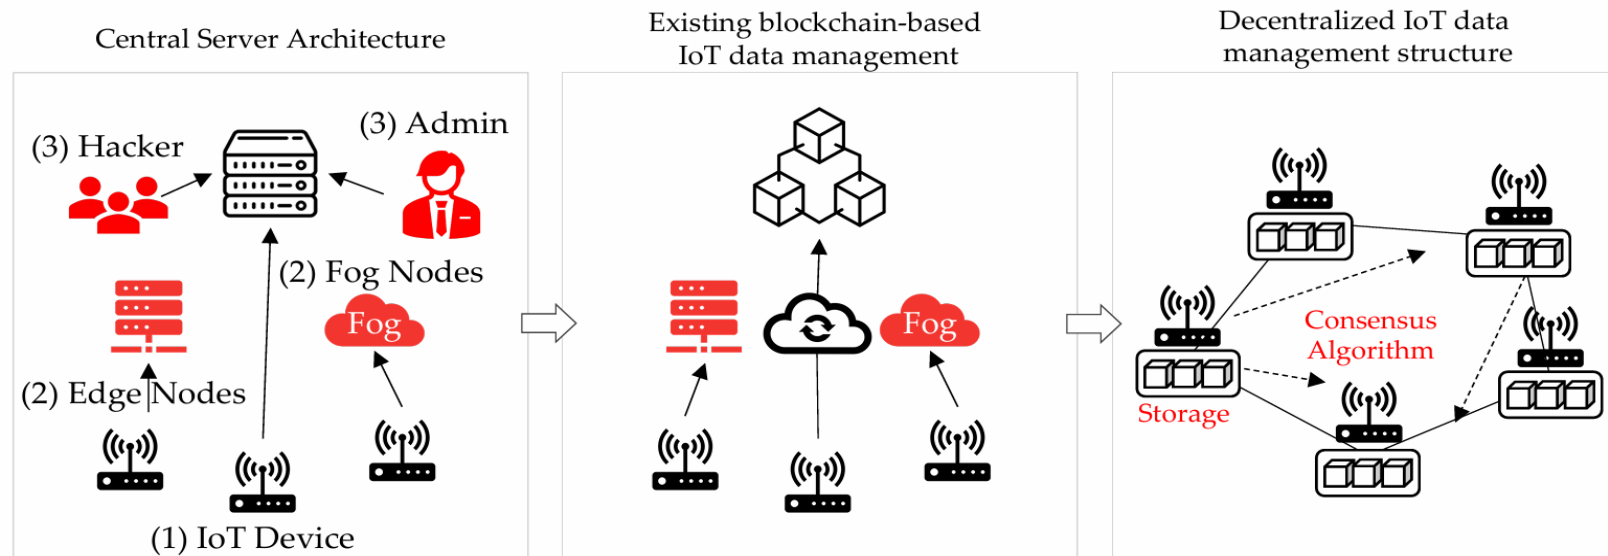 Central Server Architecture
(3) Hacker
(3) Admin
(2) Fog Nodes
Fog
(2) Edge Nodes
(1) IoT Device
Existing blockchain-based
IoT data management
Fog
Decentralized IoT data
management structure
Consensus
Algorithm
Storage